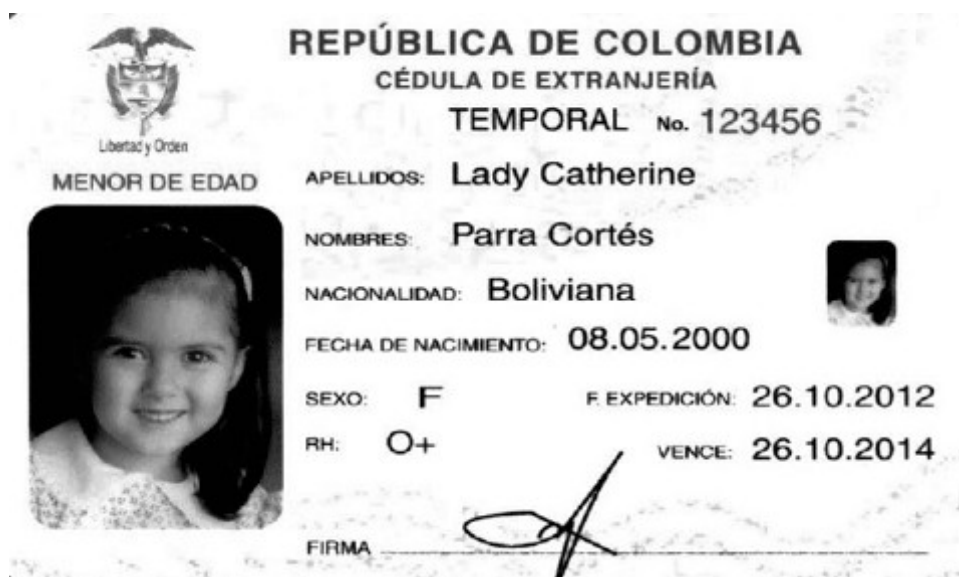 REPÚBLICA DE COLOMBIA
CÉDULA DE EXTRANJERÍA
TEMPORAL No. 123456
Libertad y Orden
MENOR DE EDAD
APELLIDOS: Lady Catherine
NOMBRES: Parra Cortés
NACIONALIDAD: Boliviana
FECHA DE NACIMIENTO: 08.05.2000
SEXO: F F. EXPEDICIÓN: 26.10.2012
RH: O+ VENCE: 26.10.2014
FIRMA